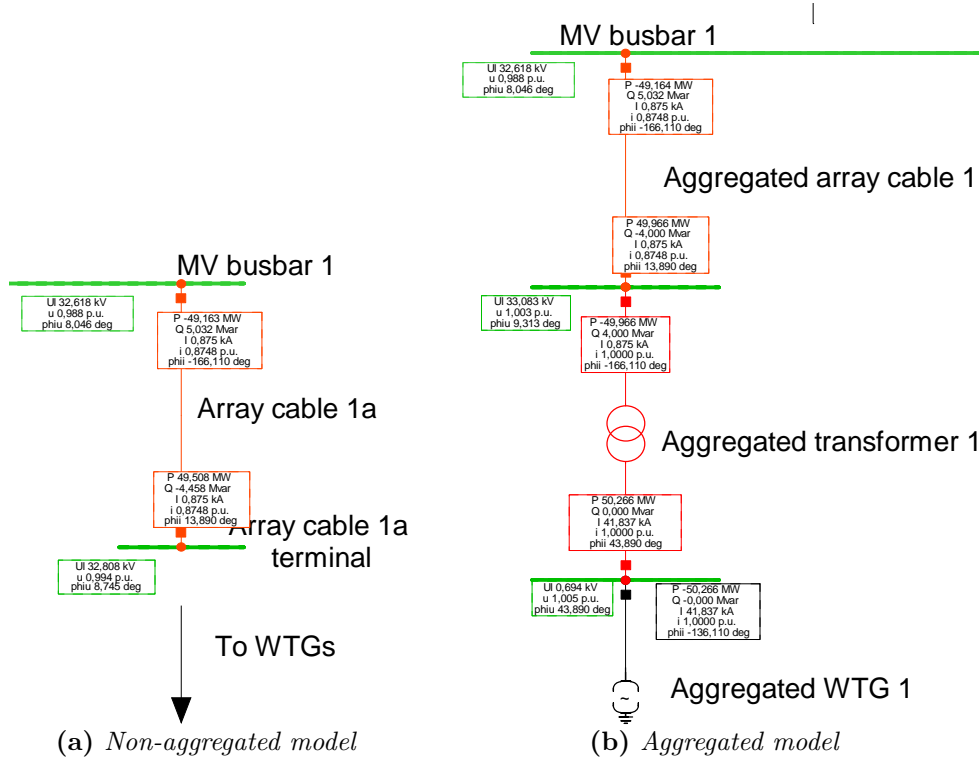 MV busbar 1
Ul 32,618 kV
u 0,988 p.u.
phiu 8,046 deg
P -49,163 MW
Q 5,032 Mvar
I 0,875 kA
i 0,8748 p.u.
phii -166,110 deg
Array cable 1a
P 49,508 MW
Q -4,458 Mvar
I 0,875 kA
i 0,8748 p.u.
phii 13,890 deg
Array cable 1a
terminal
Ul 32,808 kV
u 0,994 p.u.
phiu 8,745 deg
To WTGs
(a) Non-aggregated model
MV busbar 1
Ul 32,618 kV
u 0,988 p.u.
phiu 8,046 deg
P -49,164 MW
Q 5,032 Mvar
I 0,875 kA
i 0,8748 p.u.
phii -166,110 deg
Aggregated array cable 1
P 49,966 MW
Q -4,000 Mvar
I 0,875 kA
i 0,8748 p.u.
phii 13,890 deg
Ul 33,083 kV
u 1,003 p.u.
phiu 9,313 deg
P -49,966 MW
Q 4,000 Mvar
I 0,875 kA
i 1,0000 p.u.
phii -166,110 deg
Aggregated transformer 1
P 50,266 MW
Q 0,000 Mvar
I 41,837 kA
i 1,0000 p.u.
phii 43,890 deg
Ul 0,694 kV
u 1,005 p.u.
phiu 43,890 deg
P -50,266 MW
Q -0,000 Mvar
I 41,837 kA
i 1,0000 p.u.
phii -136,110 deg
~
Aggregated WTG 1
(b) Aggregated model